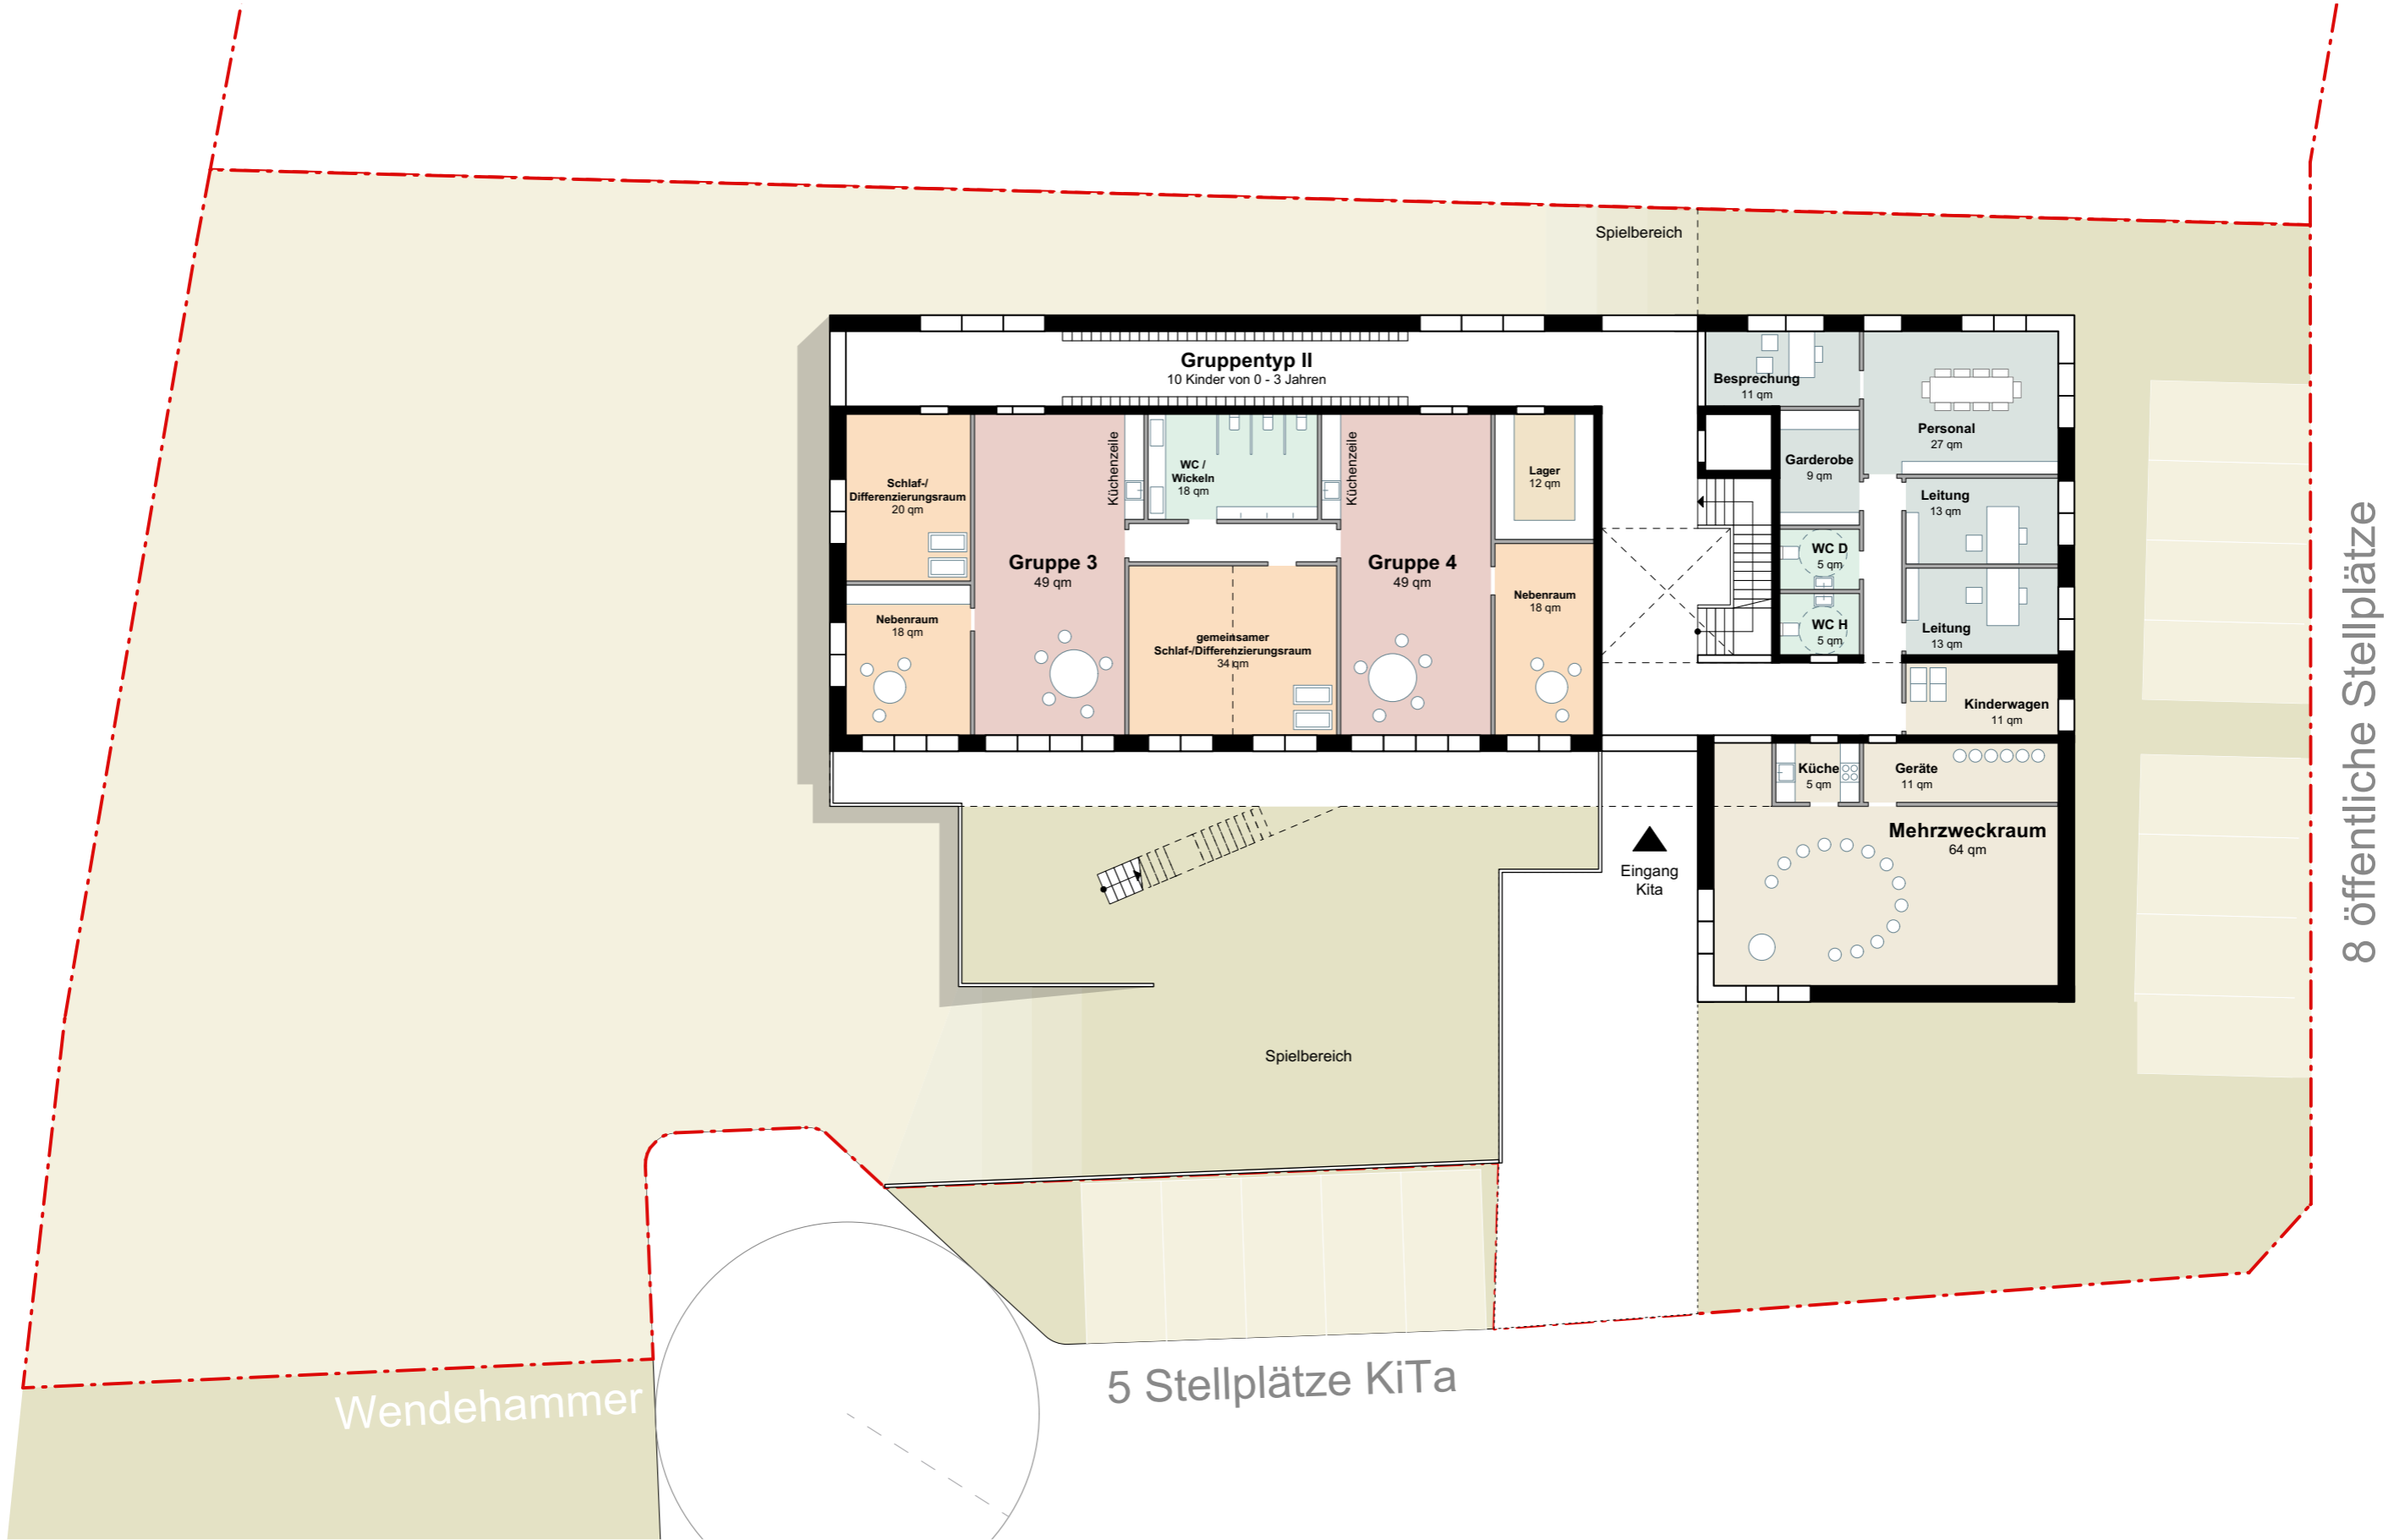 Spielbereich
Gruppentyp II
10 Kinder von 0 - 3 Jahren
Besprechung
11 qm
Personal
27 qm
Garderobe
9 qm
Leitung
13 qm
WC D
5 qm
WC H
5 qm
Leitung
13 qm
Kinderwagen
11 qm
Schlaf-/
Differenzierungsraum
20 qm
Nebenraum
18 qm
Gruppe 3
49 qm
Küchenzeile
WC /
Wickeln
18 qm
gemeinsamer
Schlaf-/Differenzierungsraum
34 qm
Küchenzeile
Gruppe 4
49 qm
Lager
12 qm
Nebenraum
18 qm
Küche
5 qm
Geräte
11 qm
Mehrzweckraum
64 qm
Eingang
Kita
Spielbereich
8 öffentliche Stellplätze
Wendehammer
5 Stellplätze KiTa